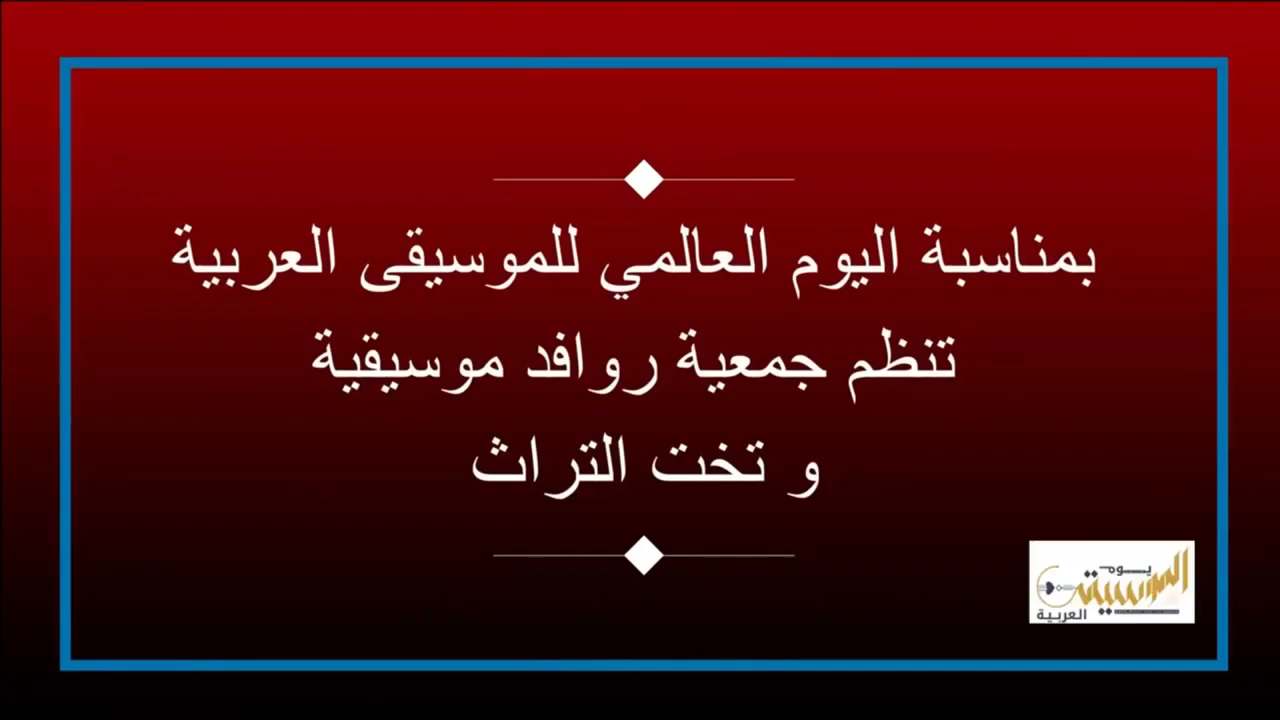 بمناسبة اليوم العالمي للموسيقى العربية
تنظم جمعية روافد موسيقية
و تخت التراث
يوم
الموسيقى
العربية